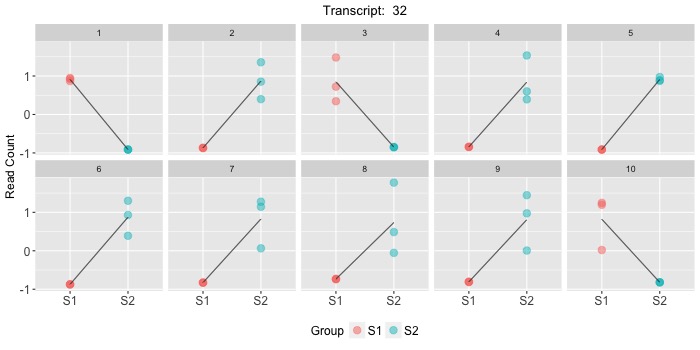 Transcript: 32
1 2 3 4 5
1
0
-1
6 7 8 9 10
1
0
-1
Read Count
S1 S2 S1 S2 S1 S2 S1 S2 S1 S2
Group S1 S2